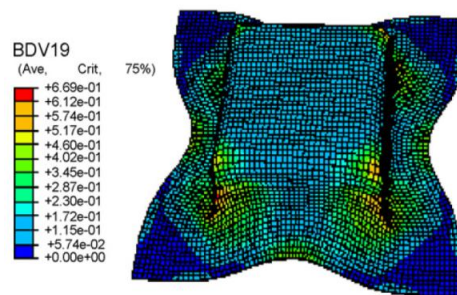 BDV19
(Ave, Crit, 75%)
+6.69e-01
+6.12e-01
+5.74e-01
+5.17e-01
+4.60e-01
+4.02e-01
+3.45e-01
+2.87e-01
+2.30e-01
+1.72e-01
+1.15e-01
+5.74e-02
+0.00e+00